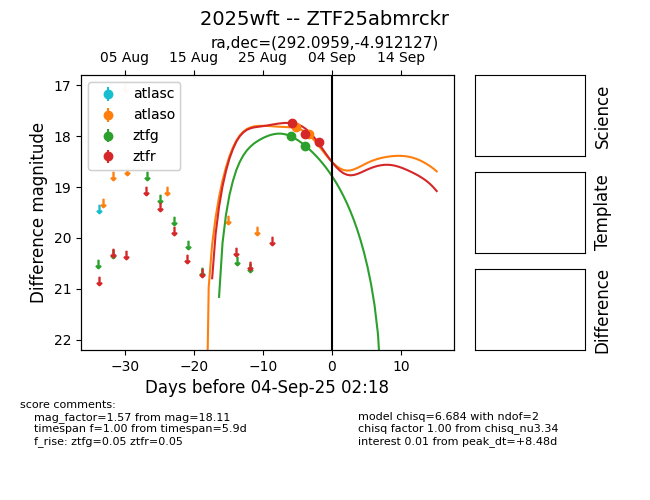 2025wft -- ZTF25abmrckr
ra,dec=(292.0959,-4.912127)
05 Aug 15 Aug 25 Aug 04 Sep 14 Sep
atlasc
atlaso
ztfg
ztfr
17
18
19
20
21
22
Difference magnitude
−30 −20 −10 0 10
Days before 04-Sep-25 02:18
Science
Template
Difference
score comments:
mag_factor=1.57 from mag=18.11
timespan f=1.00 from timespan=5.9d
f_rise: ztfg=0.05 ztfr=0.05
model chisq=6.684 with ndof=2
chisq factor 1.00 from chisq_nu3.34
interest 0.01 from peak_dt=+8.48d